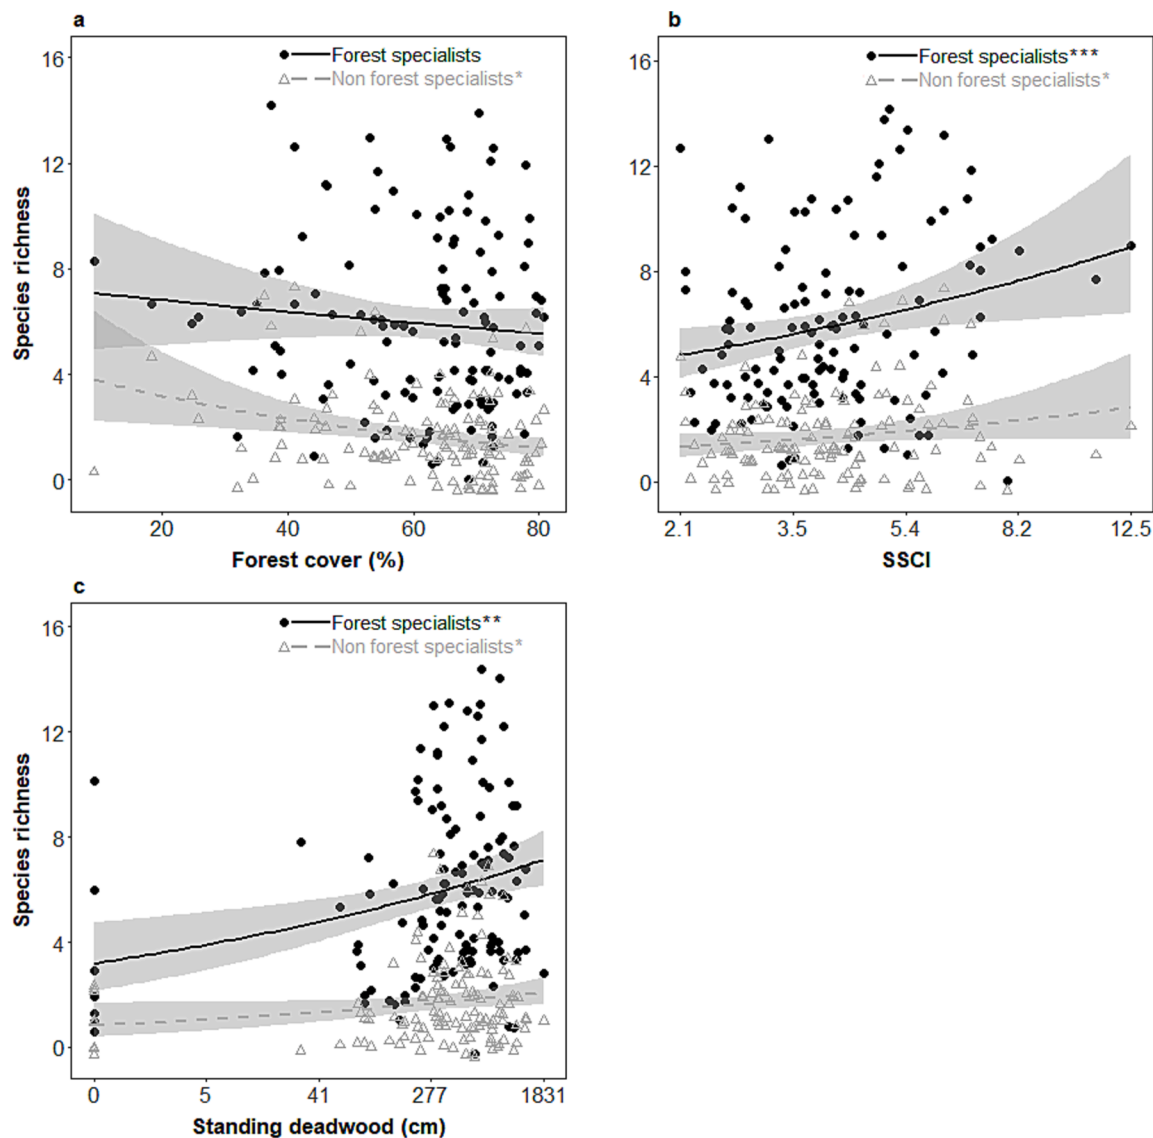 a
Forest specialists
Non forest specialists*
Species richness
16
12
8
4
0
20 40 60 80
Forest cover (%)
b
Forest specialists***
Non forest specialists*
16
12
8
4
0
2.1 3.5 5.4 8.2 12.5
SSCI
c
Forest specialists**
Non forest specialists*
Species richness
16
12
8
4
0
0 5 41 277 1831
Standing deadwood (cm)